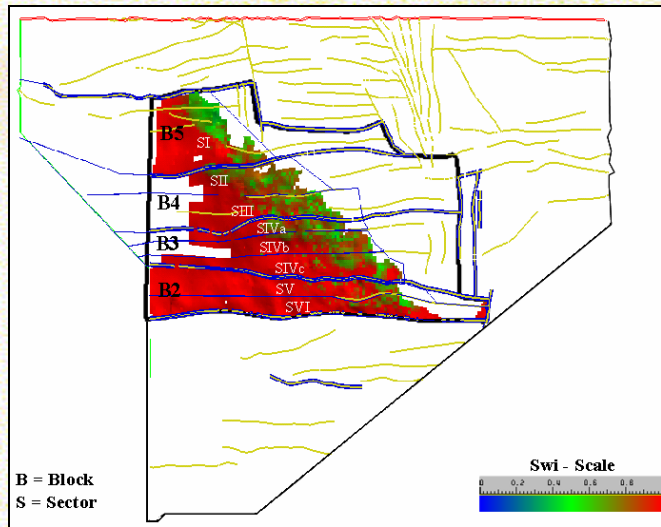 B5
SI
SII
B4
SIII
SIVa
B3
SIVb
SIVc
B2
SV
SVI
B = Block
S = Sector
Swi - Scale
0 0.2 0.4 0.6 0.8